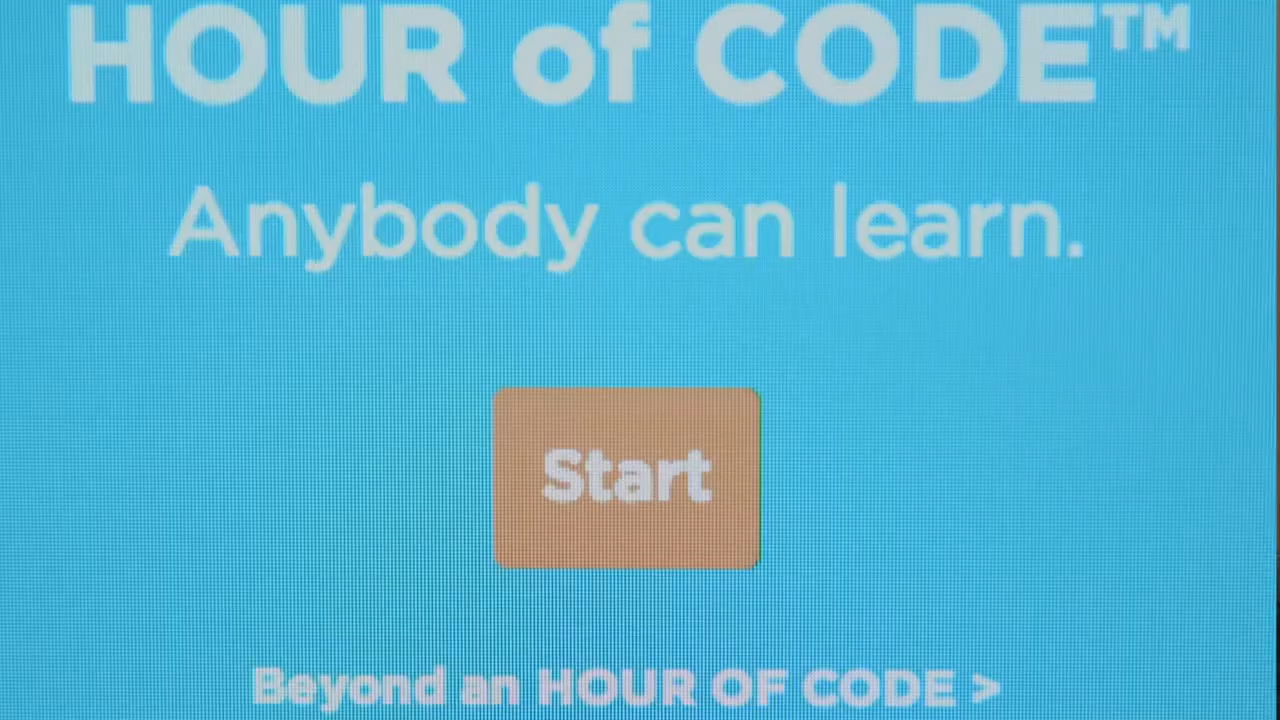 HOUR of CODE™
Anybody can learn.
Start
Beyond an HOUR OF CODE >